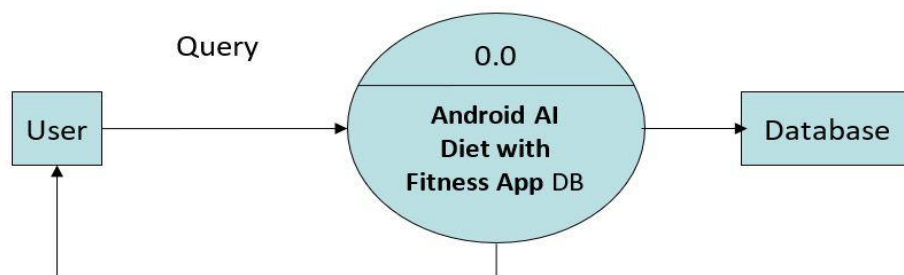 Query
0.0
User
Android AI
Diet with
Fitness App DB
Database